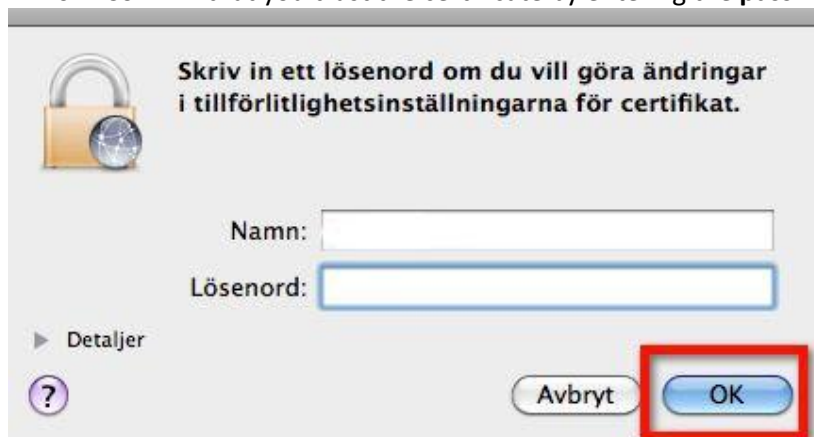 Skriv in ett lösenord om du vill göra ändringar
i tillförlitlighetsinställningarna för certifikat.
Namn:
Lösenord:
Detaljer
?
Avbryt
OK